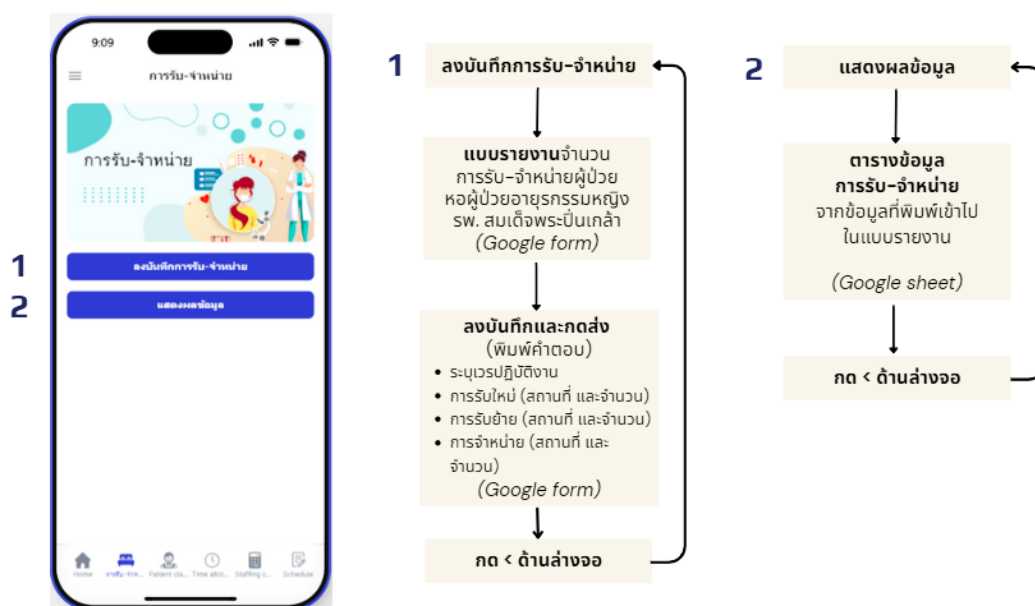 9:09
การรับ-จำหน่าย
การรับ-จำหน่าย
1
ลงบันทึกการรับ-จำหน่าย
2
แสดงผลข้อมูล
Home
การรับ-จำห...
Patient cla...
Time allot...
Staffing c...
Schedule
1
ลงบันทึกการรับ-จำหน่าย
แบบรายงานจำนวน
การรับ-จำหน่ายผู้ป่วย
หอผู้ป่วยอายุรกรรมหญิง
รพ. สมเด็จพระปิ่นเกล้า
(Google form)
ลงบันทึกและกดส่ง
(พิมพ์คำตอบ)
• ระบุเวรปฏิบัติงาน
• การรับใหม่ (สถานที่ และจำนวน)
• การรับย้าย (สถานที่ และจำนวน)
• การจำหน่าย (สถานที่ และ
จำนวน)
(Google form)
กด < ด้านล่างจอ
2
แสดงผลข้อมูล
ตารางข้อมูล
การรับ-จำหน่าย
จากข้อมูลที่พิมพ์เข้าไป
ในแบบรายงาน
(Google sheet)
กด < ด้านล่างจอ